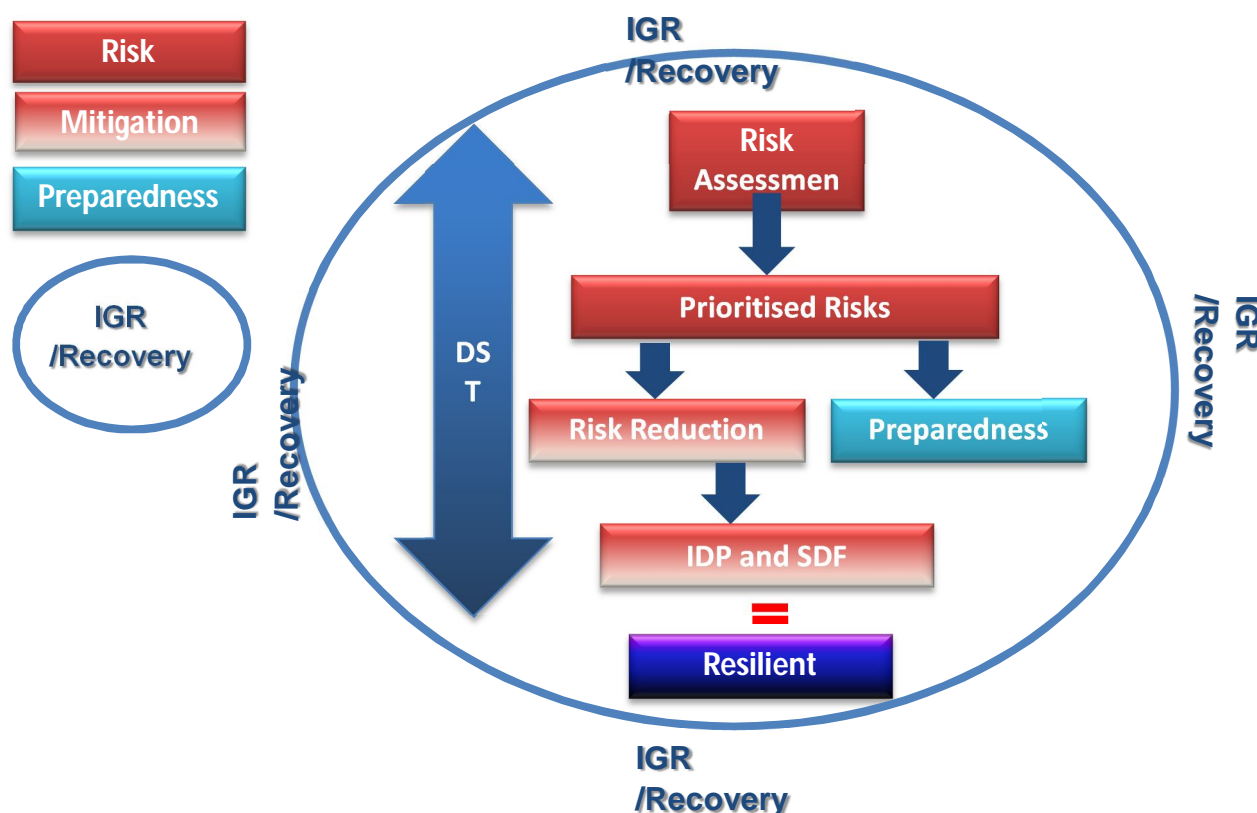 Risk
Mitigation
Preparedness
IGR
/Recovery
IGR
/Recovery
Risk
Assessmen
Prioritised Risks
DS
T
Risk Reduction
Preparedness
IDP and SDF
=
Resilient
IGR
/Recovery
IGR
/Recovery
IGR
/Recovery